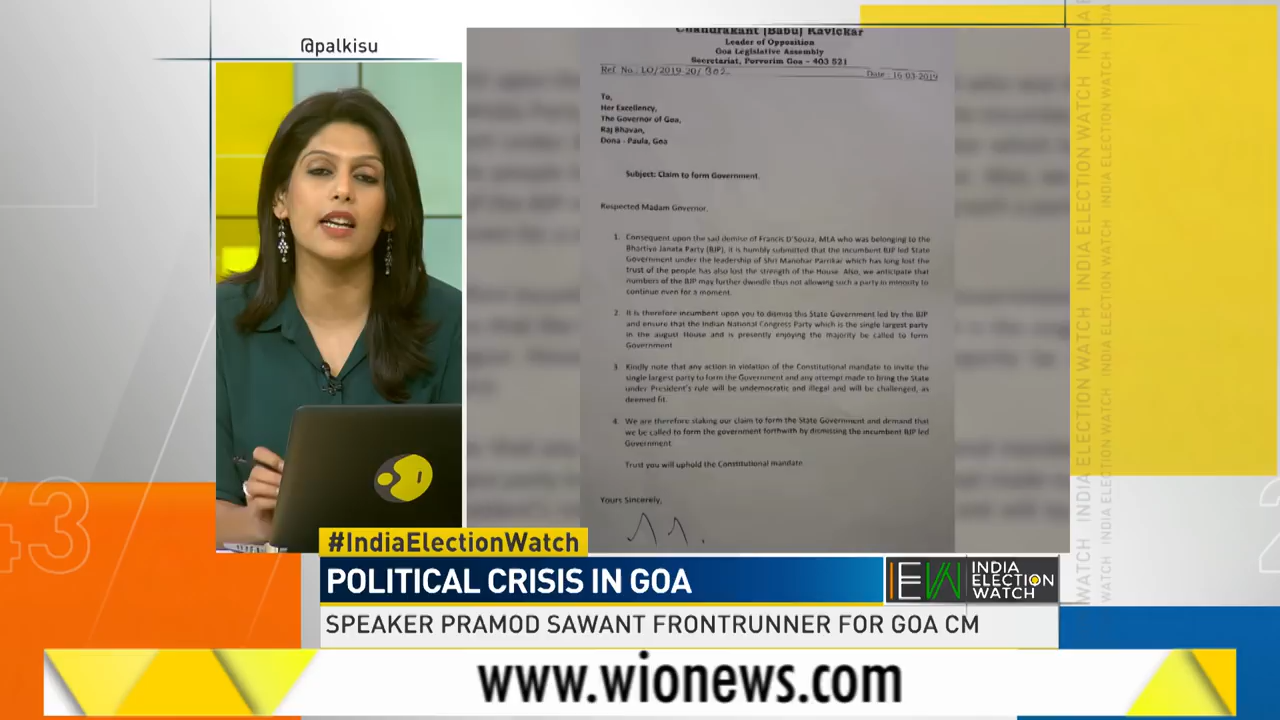 @palkisu
Chandrakant (Babu) Kavlekar
Leader of Opposition
Goa Legislative Assembly
Secretariat, Porvorim Goa - 403 521
Ref. No.: LO/2019-20/302
Date : 16-03-2019
To,
Her Excellency,
The Governor of Goa,
Raj Bhavan,
Dona - Paula, Goa
Subject: Claim to form Government.
Respected Madam Governor,
1. Consequent upon the sad demise of Francis D'Souza, MLA who was belonging to the
Bhartiya Janata Party (BJP), it is humbly submitted that the incumbent BJP led State
Government under the leadership of Shri Manohar Parrikar which has long lost the
trust of the people has also lost the strength of the House. Also, we anticipate that
numbers of the BJP may further dwindle thus not allowing such a party in minority to
continue even for a moment.
2. It is therefore incumbent upon you to dismiss this State Government led by the BJP
and ensure that the Indian National Congress Party which is the single largest party
in the august House and is presently enjoying the majority be called to form
Government
3 Kindly note that any action in violation of the Constitutional mandate to invite the
single largest party to form the Government and any attempt made to bring the State
under President's rule will be undemocratic and illegal and will be challenged, as
deemed fit.
4. We are therefore staking our claim to form the State Government and demand that
we be called to form the government forthwith by dismissing the incumbent BJP led
Government.
Trust you will uphold the Constitutional mandate
Yours Sincerely,
#IndiaElectionWatch
POLITICAL CRISIS IN GOA
IEW INDIA
ELECTION
WATCH
SPEAKER PRAMOD SAWANT FRONTRUNNER FOR GOA CM
www.wionews.com
INDIA ELECTION WATCH
INDIA ELECTION WATCH
43